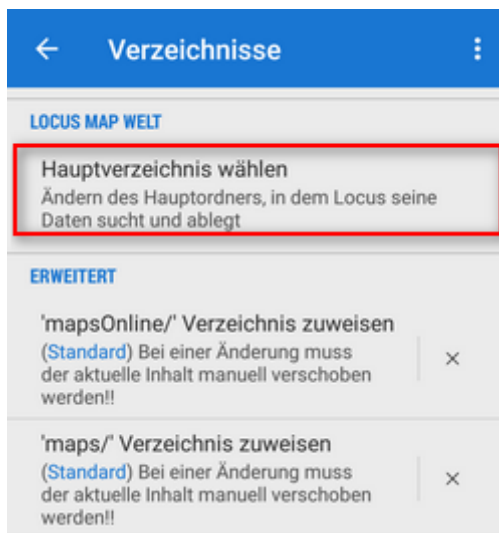 Verzeichnisse
LOCUS MAP WELT
Hauptverzeichnis wählen
Ändern des Hauptordners, in dem Locus seine
Daten sucht und ablegt
ERWEITERT
'mapsOnline/' Verzeichnis zuweisen
(Standard) Bei einer Änderung muss
der aktuelle Inhalt manuell verschoben
werden!!
'maps/' Verzeichnis zuweisen
(Standard) Bei einer Änderung muss
der aktuelle Inhalt manuell verschoben
werden!!